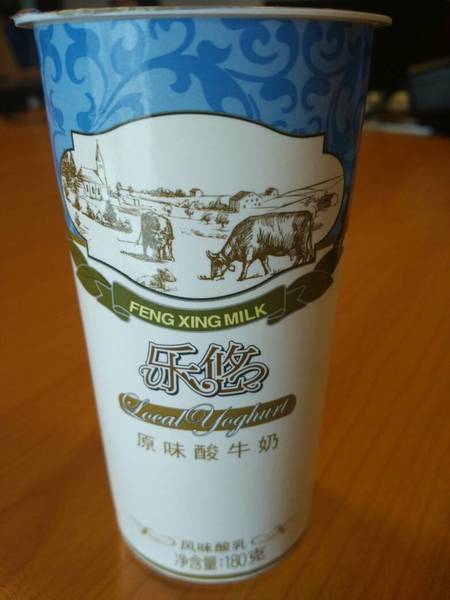 FENG XING MILK
乐悠
Local Yoghurt
原味酸牛奶
风味酸乳
净含量:180克